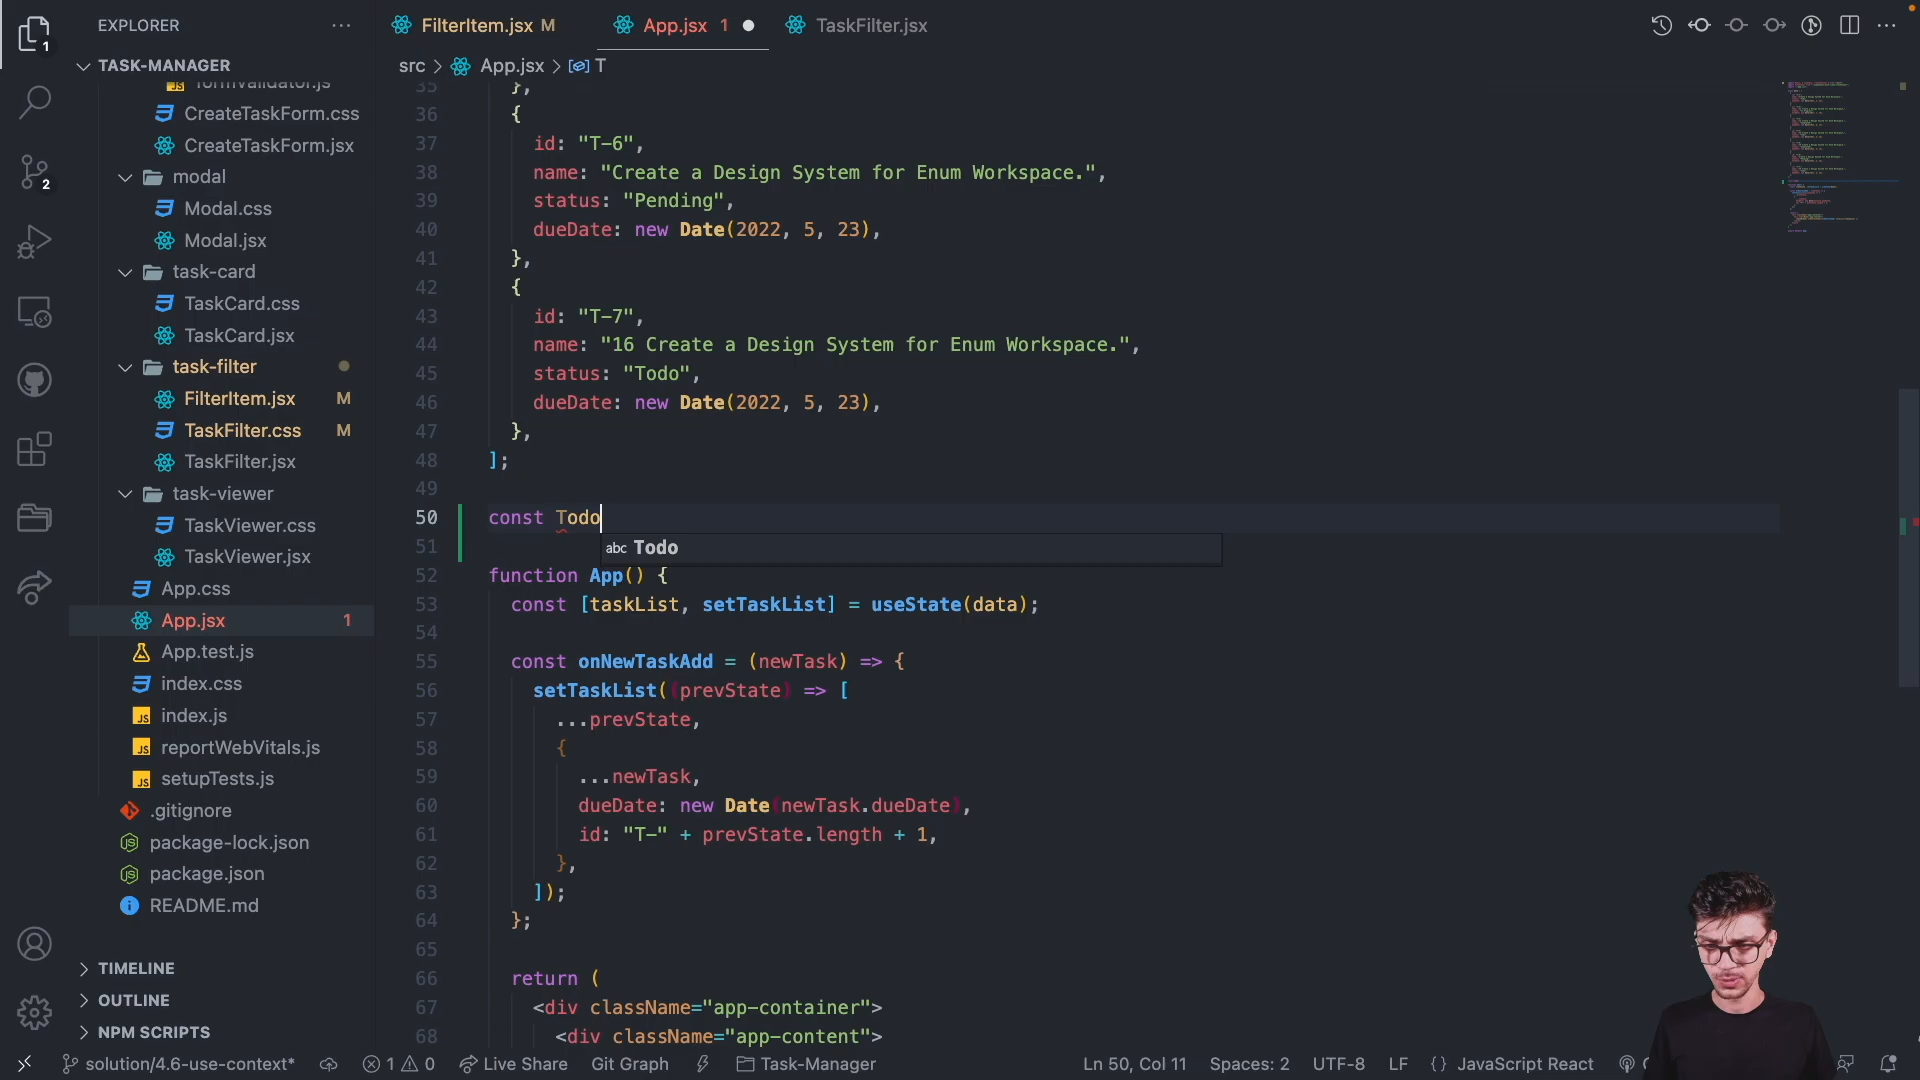 EXPLORER
TASK-MANAGER
formValidator.js
CreateTaskForm.css
CreateTaskForm.jsx
modal
Modal.css
Modal.jsx
task-card
TaskCard.css
TaskCard.jsx
task-filter
FilterItem.jsx M
TaskFilter.css M
TaskFilter.jsx
task-viewer
TaskViewer.css
TaskViewer.jsx
App.css
App.jsx 1
App.test.js
index.css
index.js
reportWebVitals.js
setupTests.js
.gitignore
package-lock.json
package.json
README.md
TIMELINE
OUTLINE
NPM SCRIPTS
1
2
FilterItem.jsx M App.jsx 1 TaskFilter.jsx
src > App.jsx > T
35 },
36 {
37 id: "T-6",
38 name: "Create a Design System for Enum Workspace.",
39 status: "Pending",
40 dueDate: new Date(2022, 5, 23),
41 },
42 {
43 id: "T-7",
44 name: "16 Create a Design System for Enum Workspace.",
45 status: "Todo",
46 dueDate: new Date(2022, 5, 23),
47 },
48 ];
49
50 const Todo
51 abc Todo
52 function App() {
53 const [taskList, setTaskList] = useState(data);
54
55 const onNewTaskAdd = (newTask) => {
56 setTaskList((prevState) => [
57 ...prevState,
58 {
59 ...newTask,
60 dueDate: new Date(newTask.dueDate),
61 id: "T-" + prevState.length + 1,
62 },
63 ]);
64 };
65
66 return (
67 <div className="app-container">
68 <div className="app-content">
solution/4.6-use-context* 1 0 Live Share Git Graph Task-Manager Ln 50, Col 11 Spaces: 2 UTF-8 LF {} JavaScript React